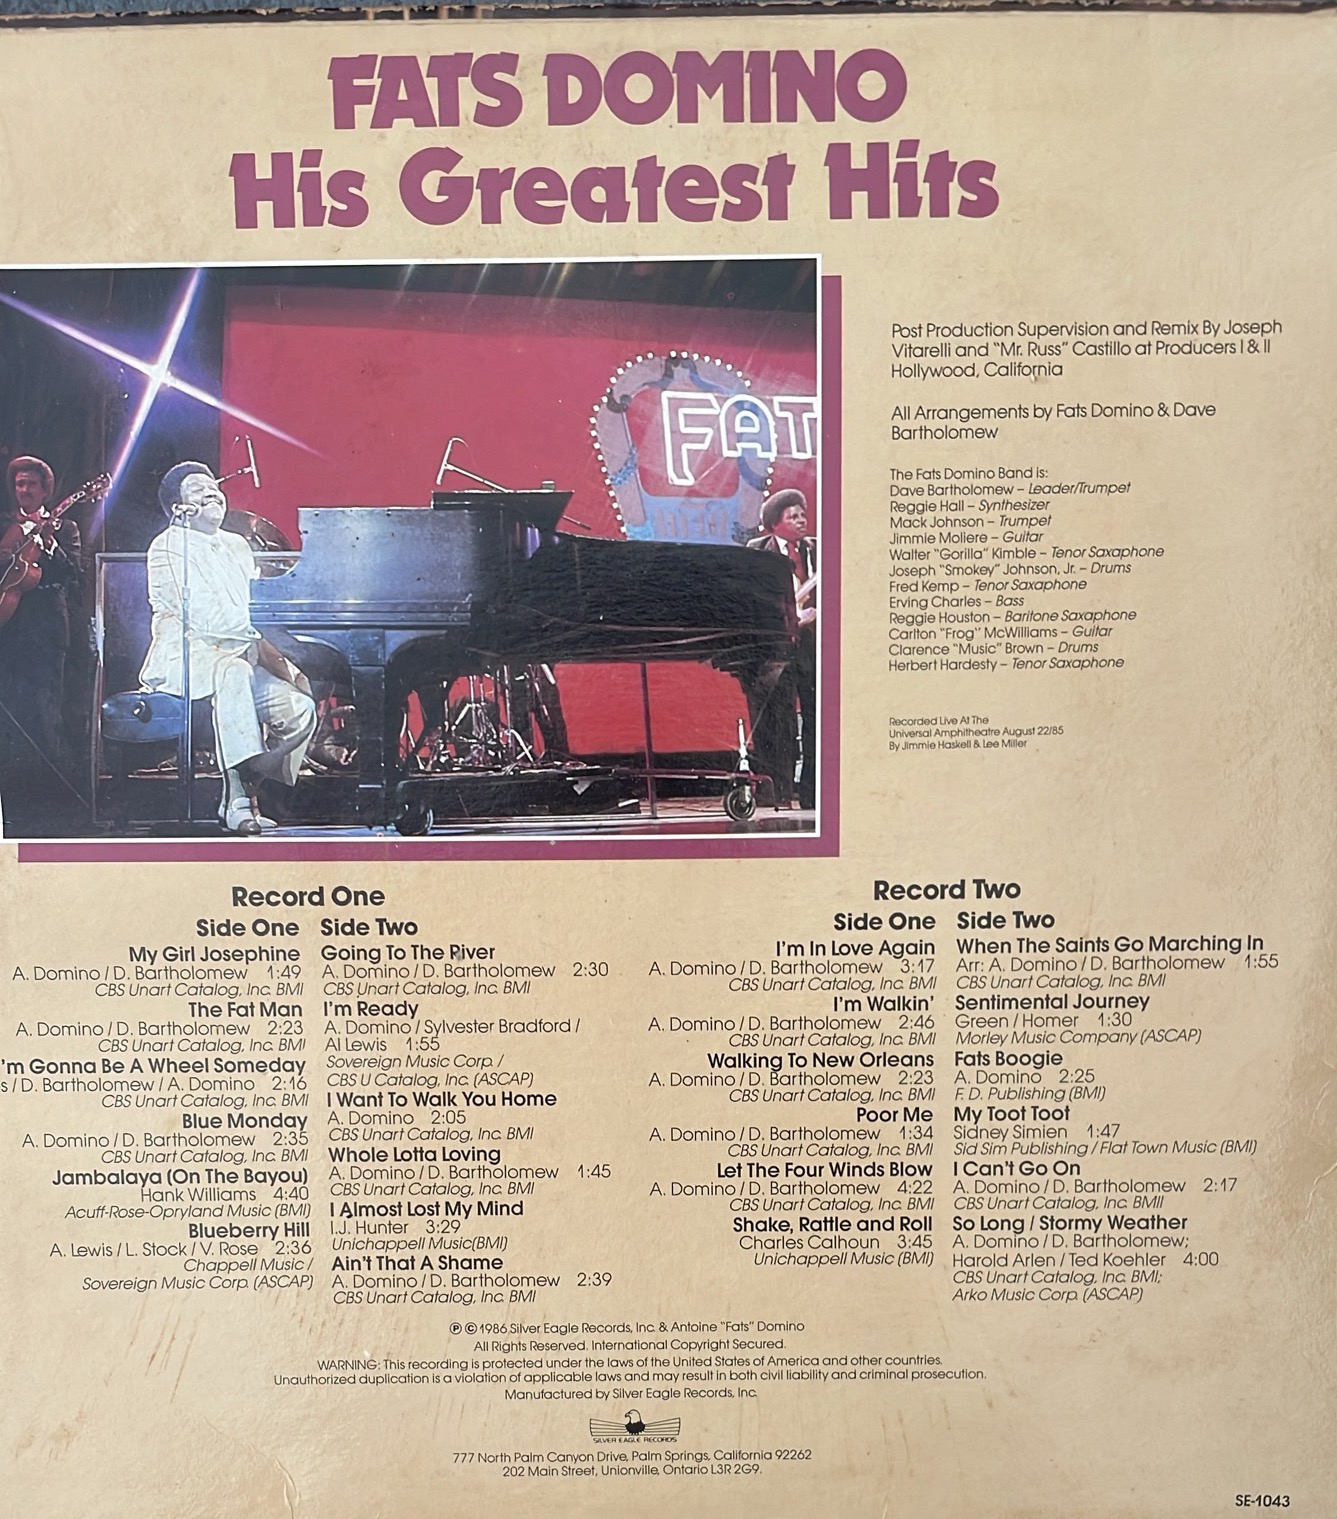 FATS DOMINO
His Greatest Hits
FAT
Post Production Supervision and Remix By Joseph
Vitarelli and "Mr. Russ" Castillo at Producers I & II
Hollywood, California
All Arrangements by Fats Domino & Dave
Bartholomew
The Fats Domino Band is:
Dave Bartholomew – Leader/Trumpet
Reggie Hall – Synthesizer
Mack Johnson – Trumpet
Jimmie Moliere – Guitar
Walter "Gorilla" Kimble – Tenor Saxaphone
Joseph "Smokey" Johnson, Jr. – Drums
Fred Kemp – Tenor Saxaphone
Erving Charles – Bass
Reggie Houston – Baritone Saxaphone
Carlton "Frog" McWilliams – Guitar
Clarence "Music" Brown – Drums
Herbert Hardesty – Tenor Saxaphone
Recorded Live At The
Universal Amphitheatre August 22/85
By Jimmie Haskell & Lee Miller
Record One
Side One
My Girl Josephine
A. Domino / D. Bartholomew 1:49
CBS Unart Catalog, Inc. BMI
The Fat Man
A. Domino / D. Bartholomew 2:23
CBS Unart Catalog, Inc. BMI
'm Gonna Be A Wheel Someday
s / D. Bartholomew / A. Domino 2:16
CBS Unart Catalog, Inc. BMI
Blue Monday
A. Domino / D. Bartholomew 2:35
CBS Unart Catalog, Inc. BMI
Jambalaya (On The Bayou)
Hank Williams 4:40
Acuff-Rose-Opryland Music (BMI)
Blueberry Hill
A. Lewis / L. Stock / V. Rose 2:36
Chappell Music /
Sovereign Music Corp. (ASCAP)
Side Two
Going To The River
A. Domino / D. Bartholomew 2:30
CBS Unart Catalog, Inc. BMI
I'm Ready
A. Domino / Sylvester Bradford /
Al Lewis 1:55
Sovereign Music Corp. /
CBS U Catalog, Inc. (ASCAP)
I Want To Walk You Home
A. Domino 2:05
CBS Unart Catalog, Inc. BMI
Whole Lotta Loving
A. Domino / D. Bartholomew 1:45
CBS Unart Catalog, Inc. BMI
I Almost Lost My Mind
I.J. Hunter 3:29
Unichappell Music(BMI)
Ain't That A Shame
A. Domino / D. Bartholomew 2:39
CBS Unart Catalog, Inc. BMI
Record Two
Side One
I'm In Love Again
A. Domino / D. Bartholomew 3:17
CBS Unart Catalog, Inc. BMI
I'm Walkin'
A. Domino / D. Bartholomew 2:46
CBS Unart Catalog, Inc. BMI
Walking To New Orleans
A. Domino / D. Bartholomew 2:23
CBS Unart Catalog, Inc. BMI
Poor Me
A. Domino / D. Bartholomew 1:34
CBS Unart Catalog, Inc. BMI
Let The Four Winds Blow
A. Domino / D. Bartholomew 4:22
CBS Unart Catalog, Inc. BMI
Shake, Rattle and Roll
Charles Calhoun 3:45
Unichappell Music (BMI)
Side Two
When The Saints Go Marching In
Arr: A. Domino / D. Bartholomew 1:55
CBS Unart Catalog, Inc. BMI
Sentimental Journey
Green / Homer 1:30
Morley Music Company (ASCAP)
Fats Boogie
A. Domino 2:25
F. D. Publishing (BMI)
My Toot Toot
Sidney Simien 1:47
Sid Sim Publishing / Flat Town Music (BMI)
I Can't Go On
A. Domino / D. Bartholomew 2:17
CBS Unart Catalog, Inc. BMII
So Long / Stormy Weather
A. Domino / D. Bartholomew;
Harold Arlen / Ted Koehler 4:00
CBS Unart Catalog, Inc. BMI;
Arko Music Corp. (ASCAP)
℗ © 1986 Silver Eagle Records, Inc. & Antoine "Fats" Domino
All Rights Reserved. International Copyright Secured.
WARNING: This recording is protected under the laws of the United States of America and other countries.
Unauthorized duplication is a violation of applicable laws and may result in both civil liability and criminal prosecution.
Manufactured by Silver Eagle Records, Inc.
SILVER EAGLE RECORDS
777 North Palm Canyon Drive, Palm Springs, California 92262
202 Main Street, Unionville, Ontario L3R 2G9.
SE-1043